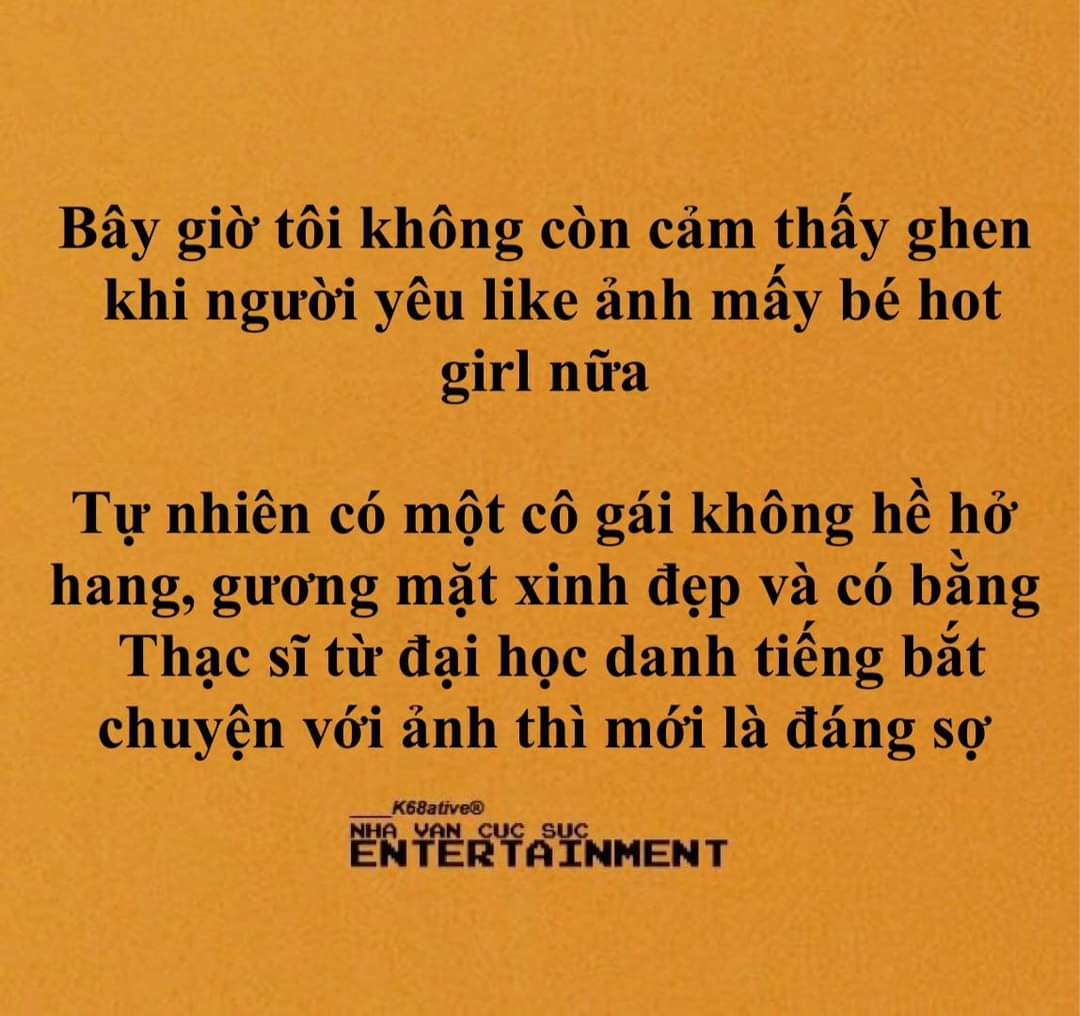 Bây giờ tôi không còn cảm thấy ghen
khi người yêu like ảnh mấy bé hot
girl nữa
Tự nhiên có một cô gái không hề hở
hang, gương mặt xinh đẹp và có bằng
Thạc sĩ từ đại học danh tiếng bắt
chuyện với ảnh thì mới là đáng sợ
___K68ative®
NHA VAN CUC SUC
ENTERTAINMENT